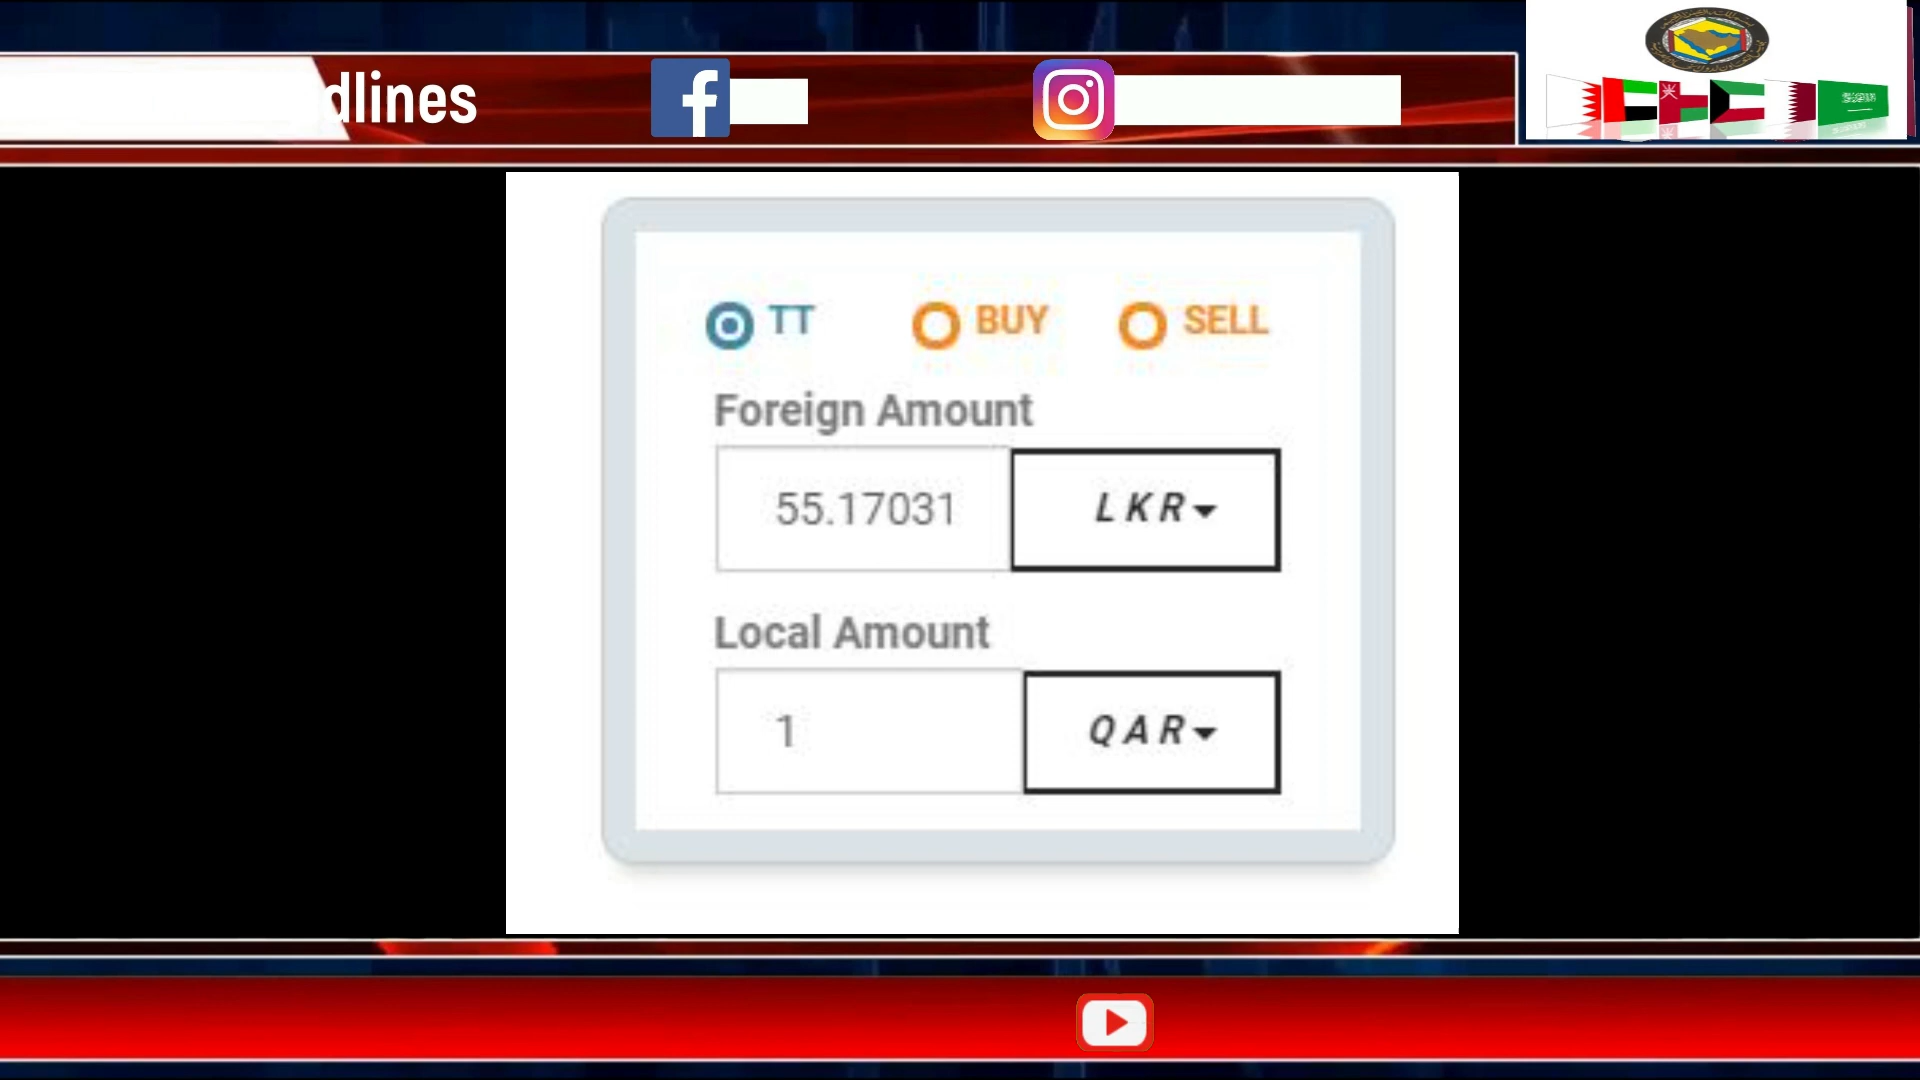 dlines
TT BUY SELL
Foreign Amount
55.17031 LKR
Local Amount
1 QAR